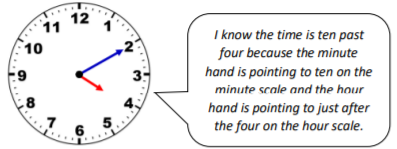 12
11 1
10 2
9 3
8 4
7 5
6
I know the time is ten past
four because the minute
hand is pointing to ten on the
minute scale and the hour
hand is pointing to just after
the four on the hour scale.